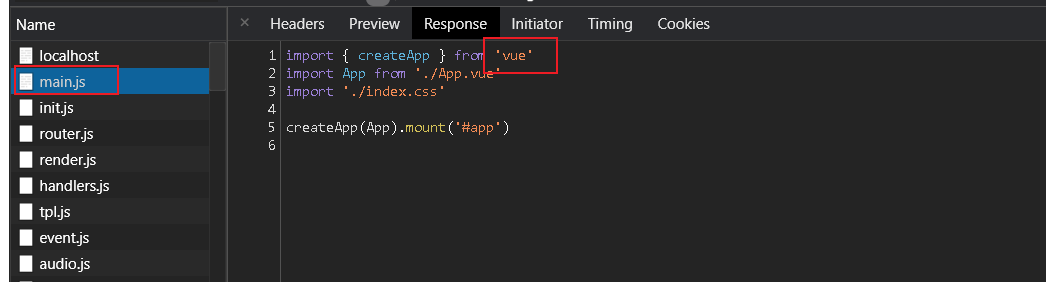 Name
localhost
main.js
init.js
router.js
render.js
handlers.js
tpl.js
event.js
audio.js
× Headers Preview Response Initiator Timing Cookies
1 import { createApp } from 'vue'
2 import App from './App.vue'
3 import './index.css'
4
5 createApp(App).mount('#app')
6